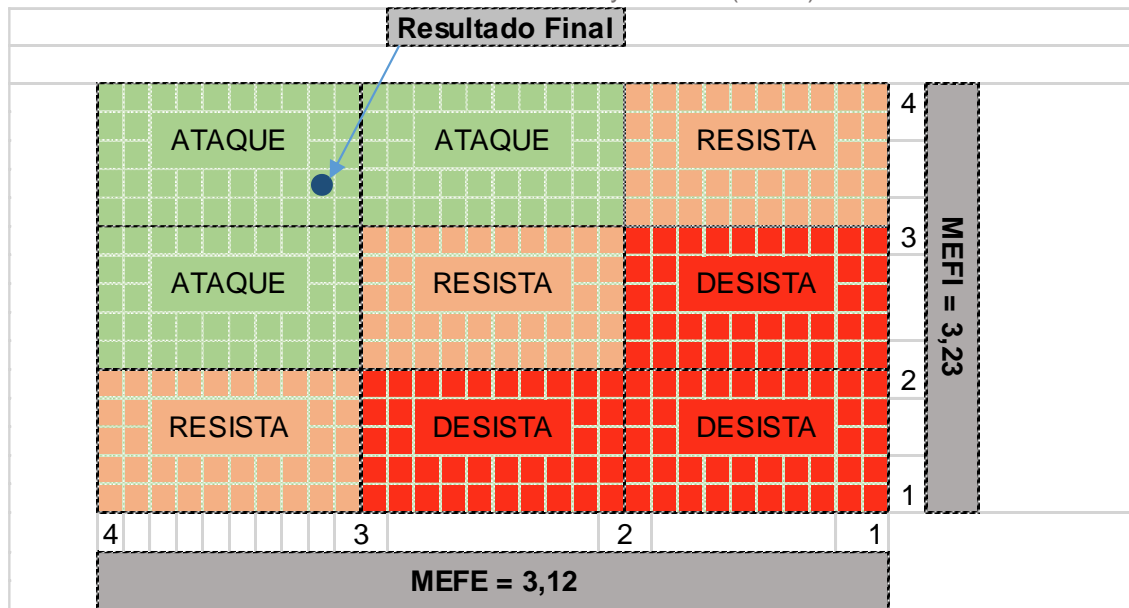 Resultado Final
ATAQUE ATAQUE RESISTA
ATAQUE RESISTA DESISTA
RESISTA DESISTA DESISTA
4
3
2
1
MEFI = 3,23
4 3 2 1
MEFE = 3,12